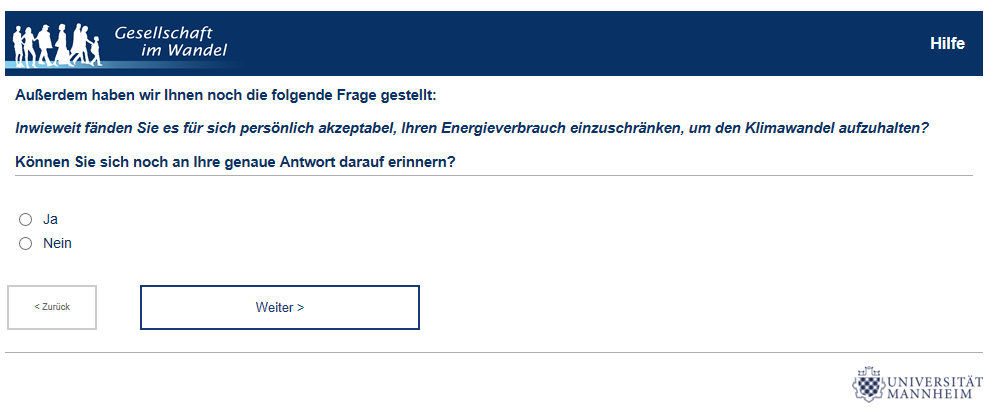 Gesellschaft
im Wandel
Hilfe
Außerdem haben wir Ihnen noch die folgende Frage gestellt:
Inwieweit fänden Sie es für sich persönlich akzeptabel, Ihren Energieverbrauch einzuschränken, um den Klimawandel aufzuhalten?
Können Sie sich noch an Ihre genaue Antwort darauf erinnern?
Ja
Nein
< Zurück
Weiter >
UNIVERSITÄT
MANNHEIM